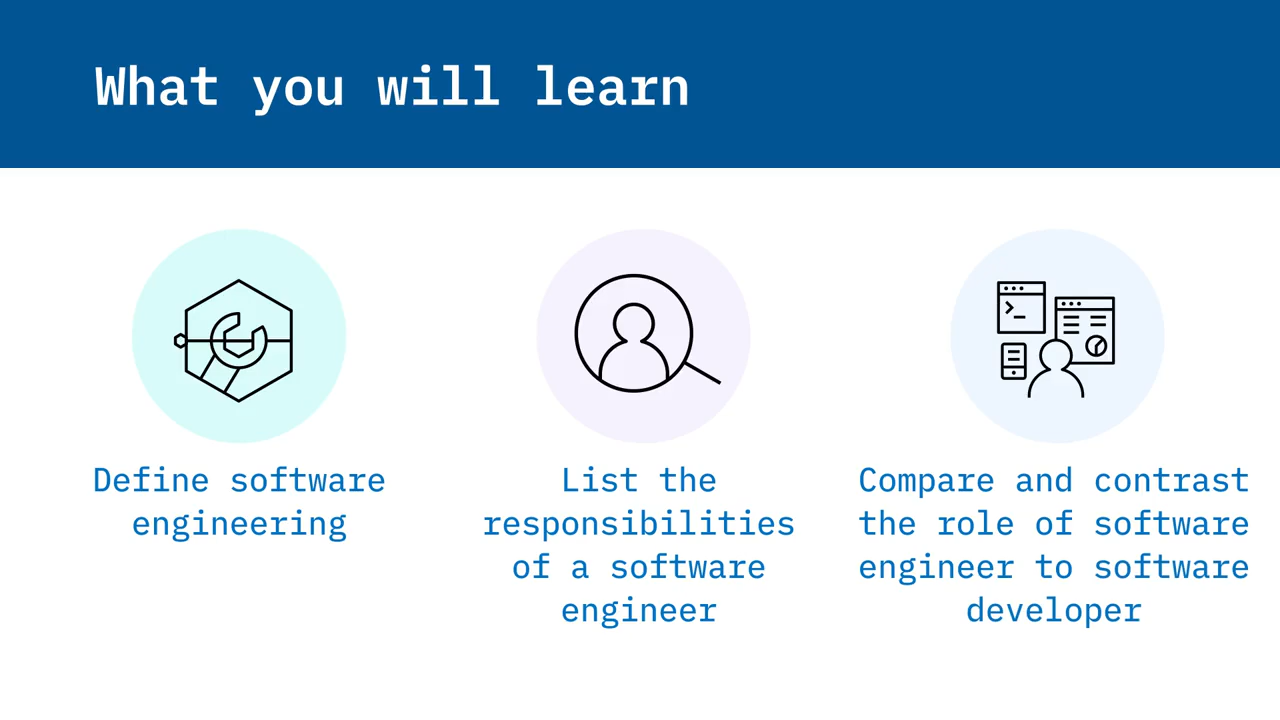 What you will learn
Define software
engineering
List the
responsibilities
of a software
engineer
Compare and contrast
the role of software
engineer to software
developer